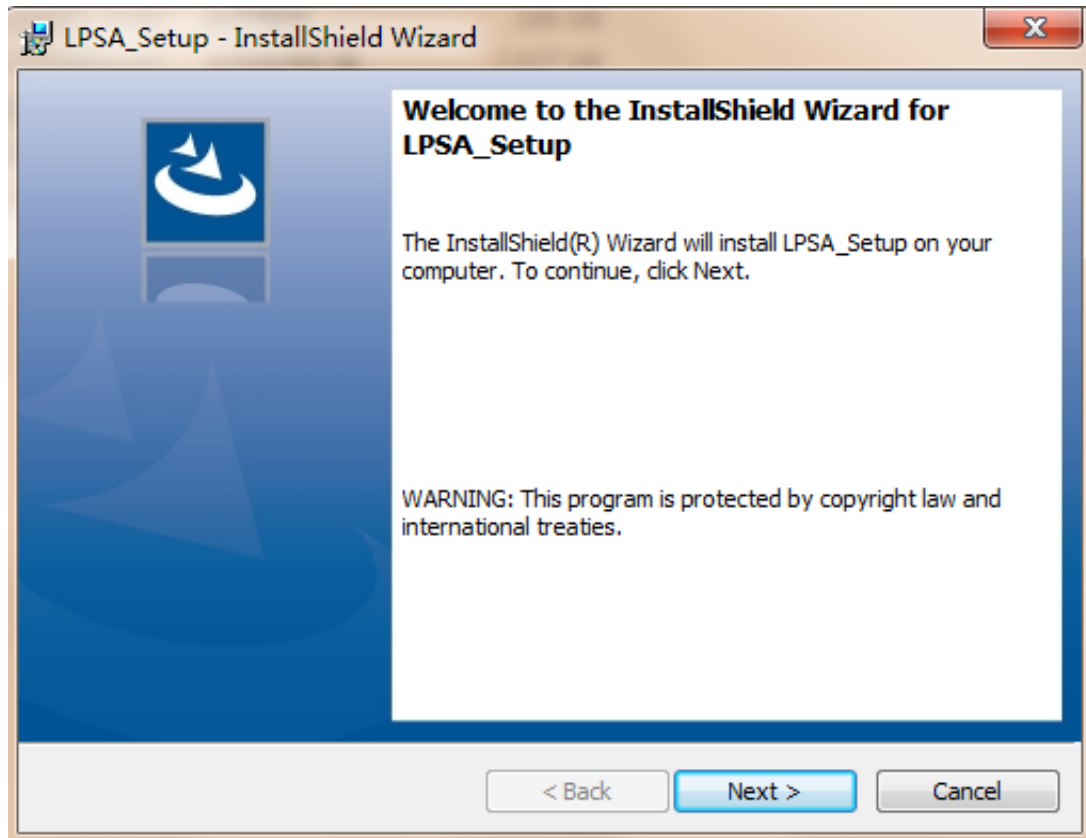 LPSA_Setup - InstallShield Wizard
Welcome to the InstallShield Wizard for
LPSA_Setup
The InstallShield(R) Wizard will install LPSA_Setup on your
computer. To continue, click Next.
WARNING: This program is protected by copyright law and
international treaties.
< Back
Next >
Cancel